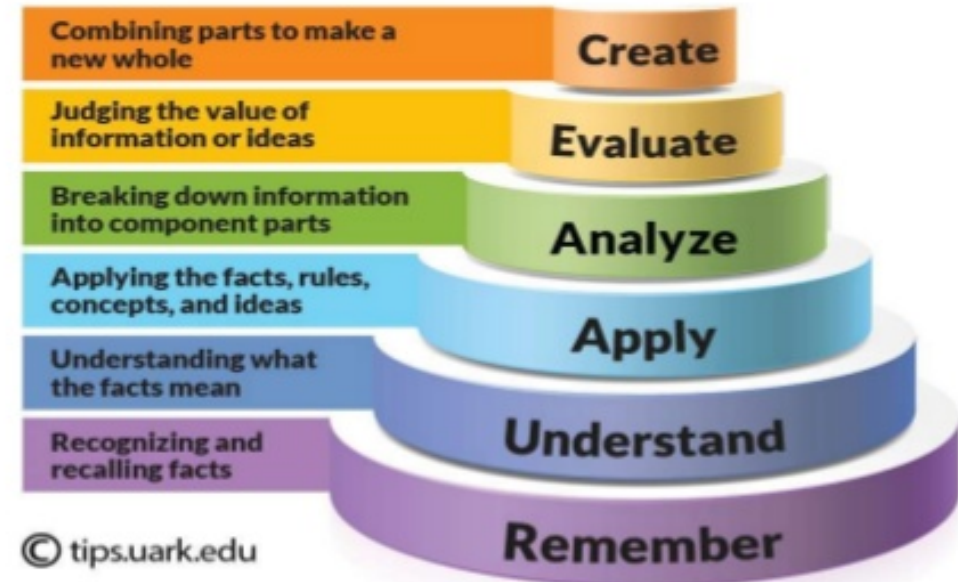 Combining parts to make a
new whole
Create
Judging the value of
information or ideas
Evaluate
Breaking down information
into component parts
Analyze
Applying the facts, rules,
concepts, and ideas
Apply
Understanding what
the facts mean
Understand
Recognizing and
recalling facts
Remember
© tips.uark.edu